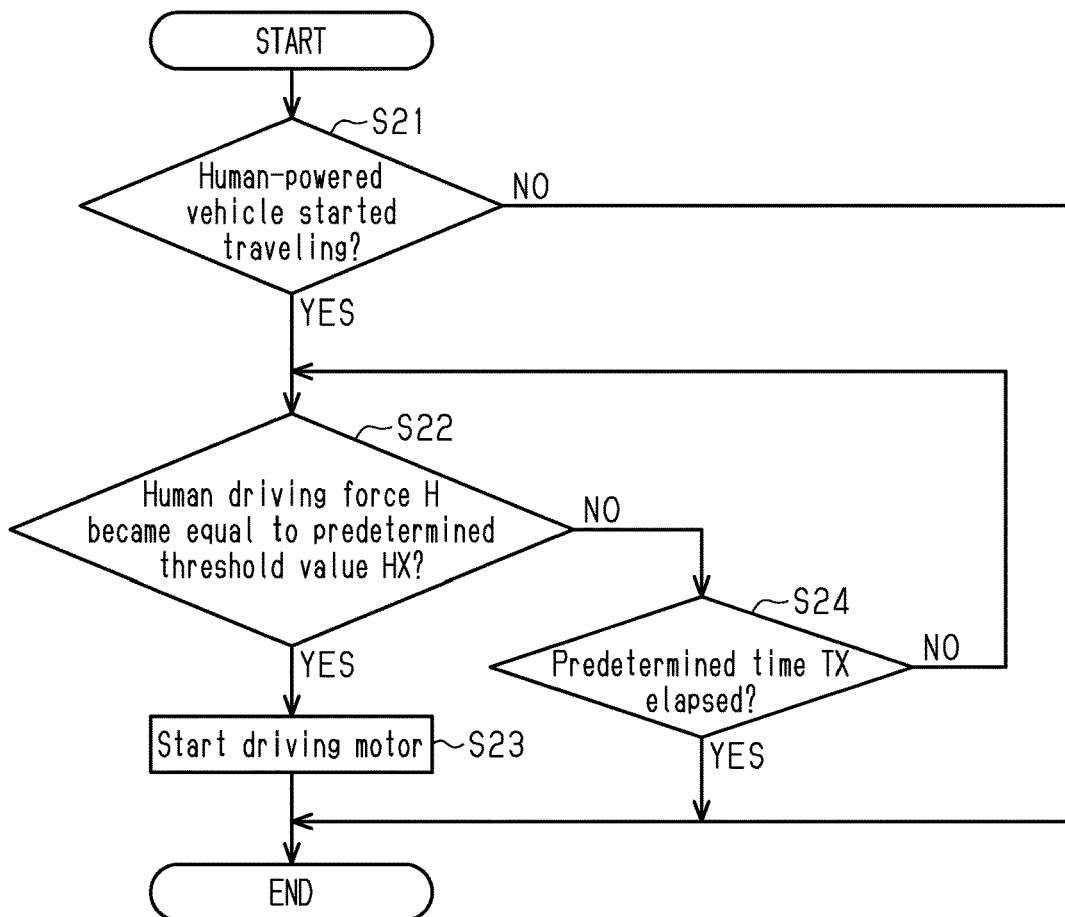 START
S21
Human-powered
vehicle started
traveling?
NO
YES
S22
Human driving force H
became equal to predetermined
threshold value HX?
NO
YES
S24
Predetermined time TX
elapsed?
NO
YES
Start driving motor
S23
END